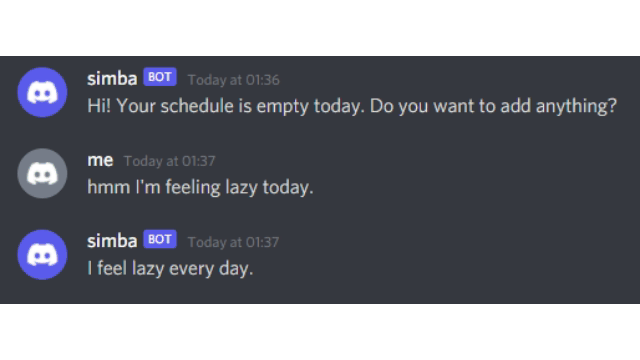 simba BOT Today at 01:36
Hi! Your schedule is empty today. Do you want to add anything?
me Today at 01:37
hmm I'm feeling lazy today.
simba BOT Today at 01:37
I feel lazy every day.